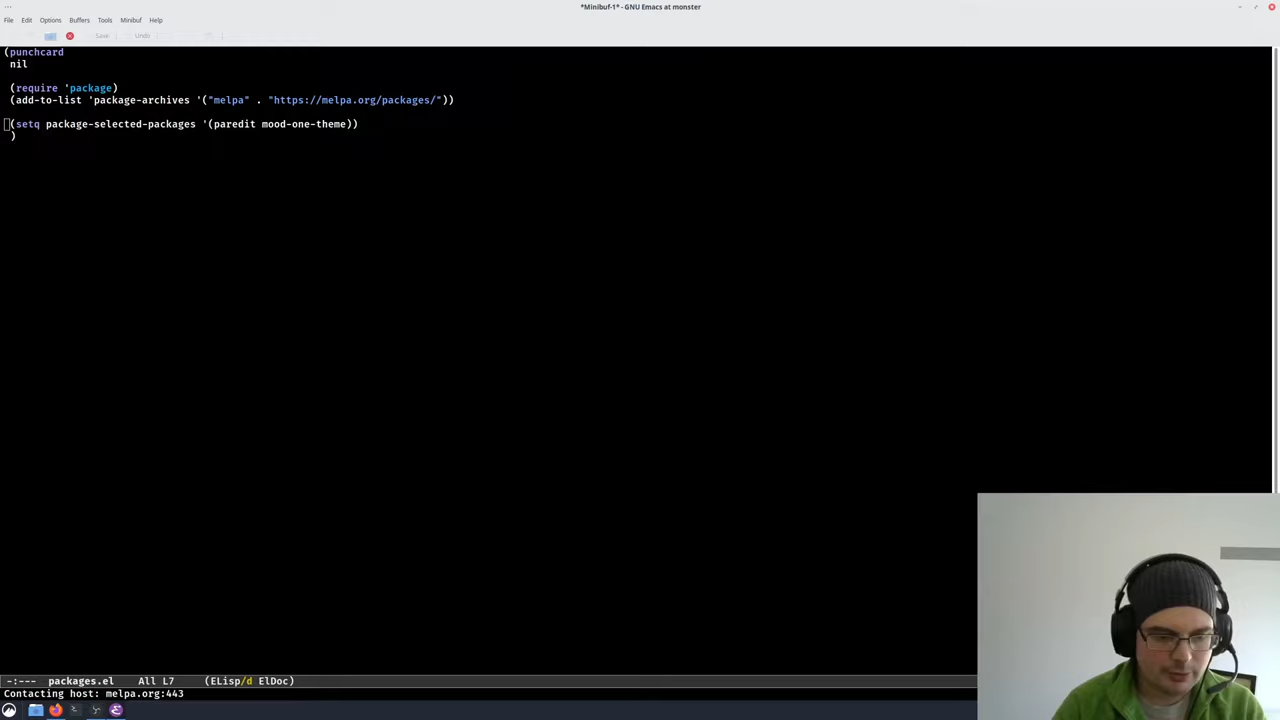 *Minibuf-1* - GNU Emacs at monster
File Edit Options Buffers Tools Minibuf Help
Save Undo
(punchcard
nil
(require 'package)
(add-to-list 'package-archives '("melpa" . "https://melpa.org/packages/"))
(setq package-selected-packages '(paredit mood-one-theme))
)
-:--- packages.el All L7 (ELisp/d ElDoc)
Contacting host: melpa.org:443